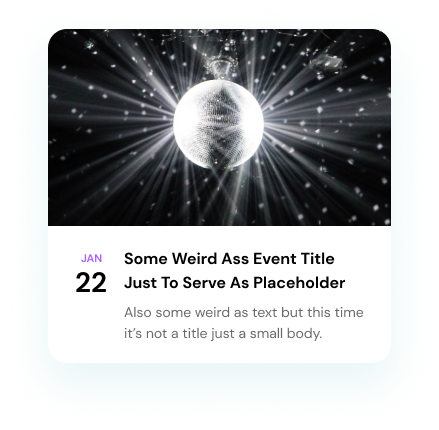 JAN
22
Some Weird Ass Event Title
Just To Serve As Placeholder
Also some weird as text but this time
it's not a title just a small body.